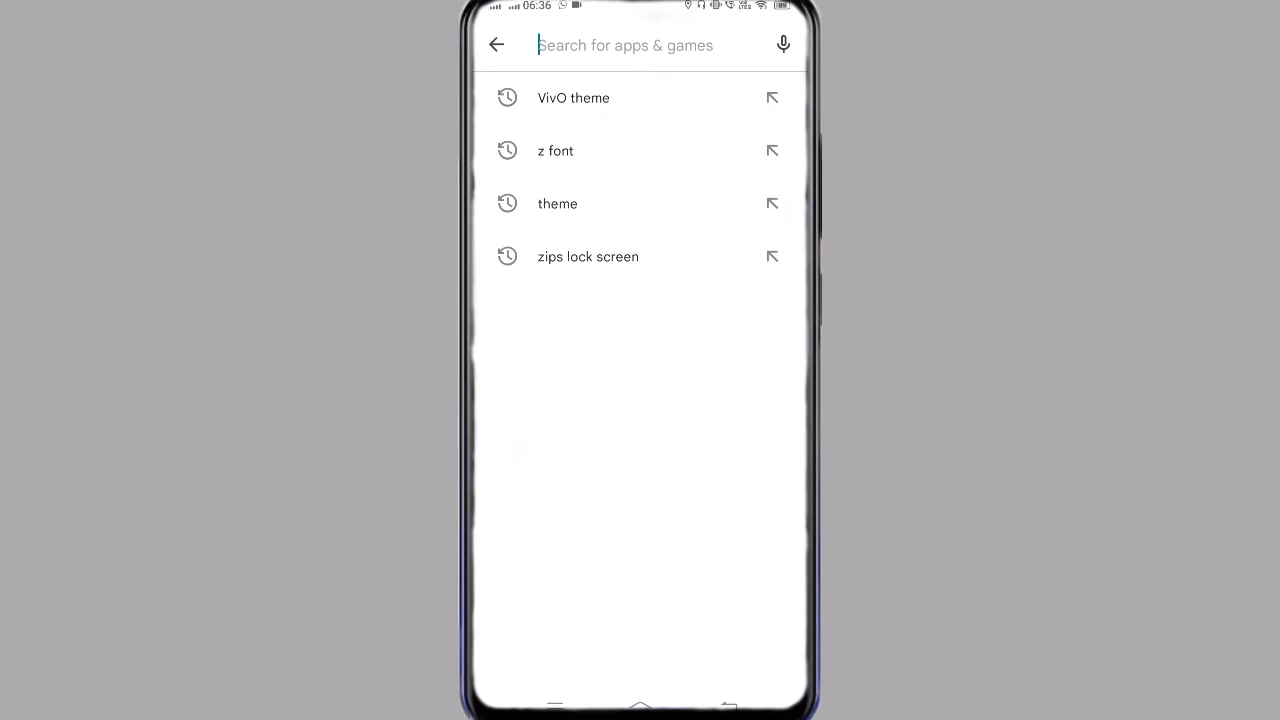 06:36
Search for apps & games
VivO theme
z font
theme
zips lock screen